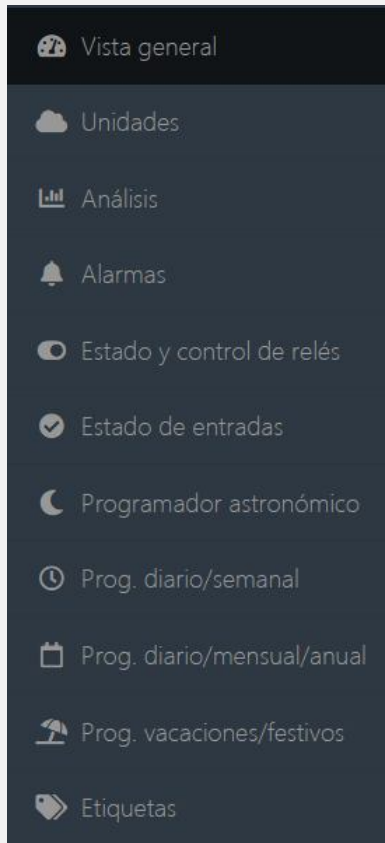 Vista general
Unidades
Análisis
Alarmas
Estado y control de relés
Estado de entradas
Programador astronómico
Prog. diario/semanal
Prog. diario/mensual/anual
Prog. vacaciones/festivos
Etiquetas